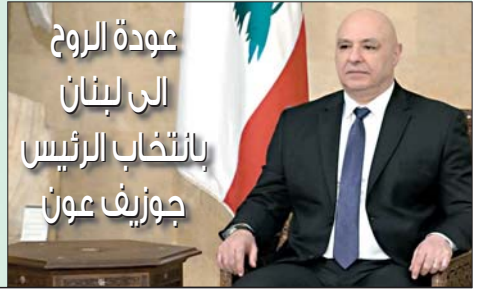 عودة الروح
الى لبنان
بانتخاب الرئيس
جوزيف عون